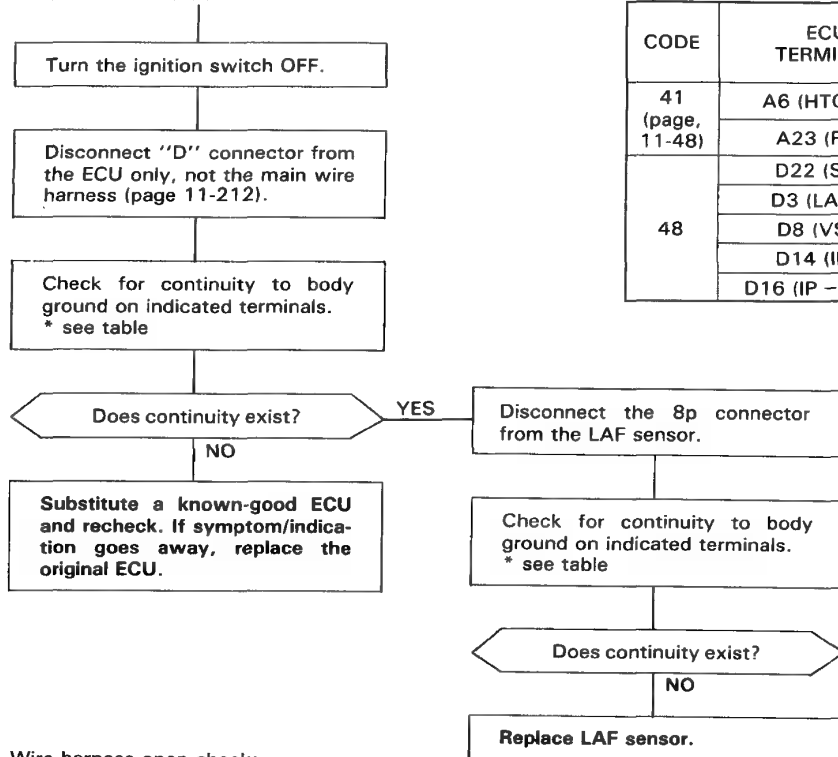 Turn the ignition switch OFF.
Disconnect "D" connector from
the ECU only, not the main wire
harness (page 11-212).
Check for continuity to body
ground on indicated terminals.
* see table
Does continuity exist?
YES
NO
Substitute a known-good ECU
and recheck. If symptom/indica-
tion goes away, replace the
original ECU.
Disconnect the 8p connector
from the LAF sensor.
Check for continuity to body
ground on indicated terminals.
* see table
Does continuity exist?
NO
Replace LAF sensor.
CODE
41
(page,
11-48)
A6
A23
48
D22
D3
D8
D14
D16 (IP –